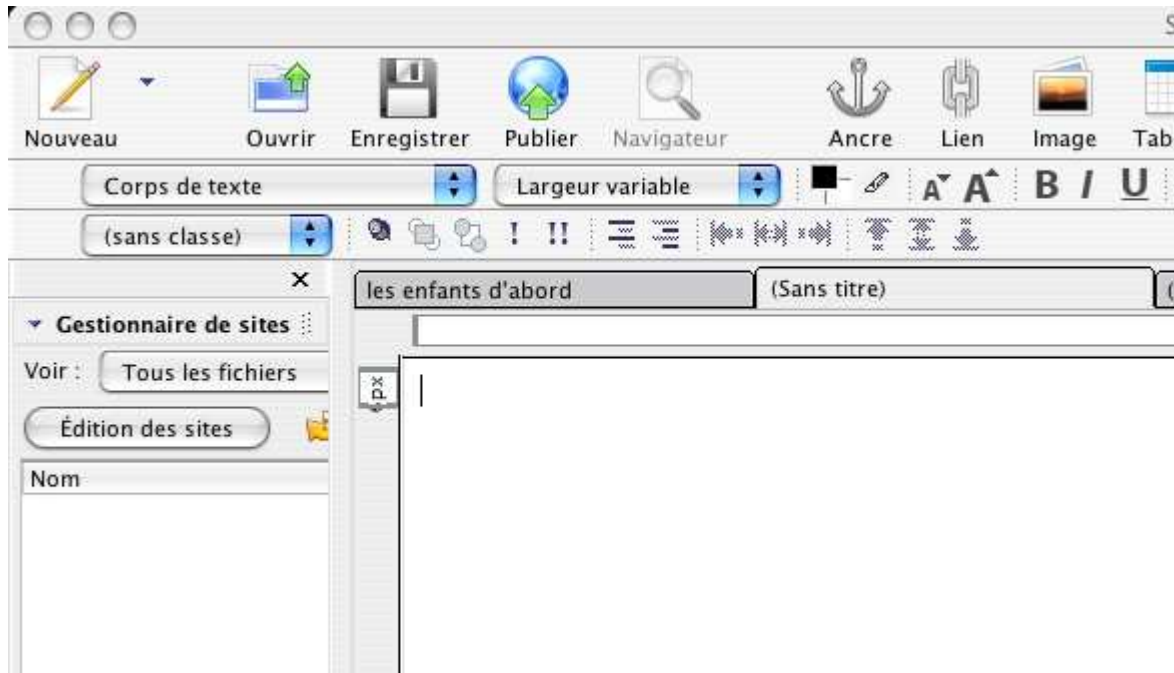 Nouveau Ouvrir Enregistrer Publier Navigateur Ancre Lien Image Tab
Corps de texte Largeur variable A A B I U
(sans classe) ! !!
les enfants d'abord (Sans titre) (
Gestionnaire de sites
Voir : Tous les fichiers
px
Édition des sites
Nom